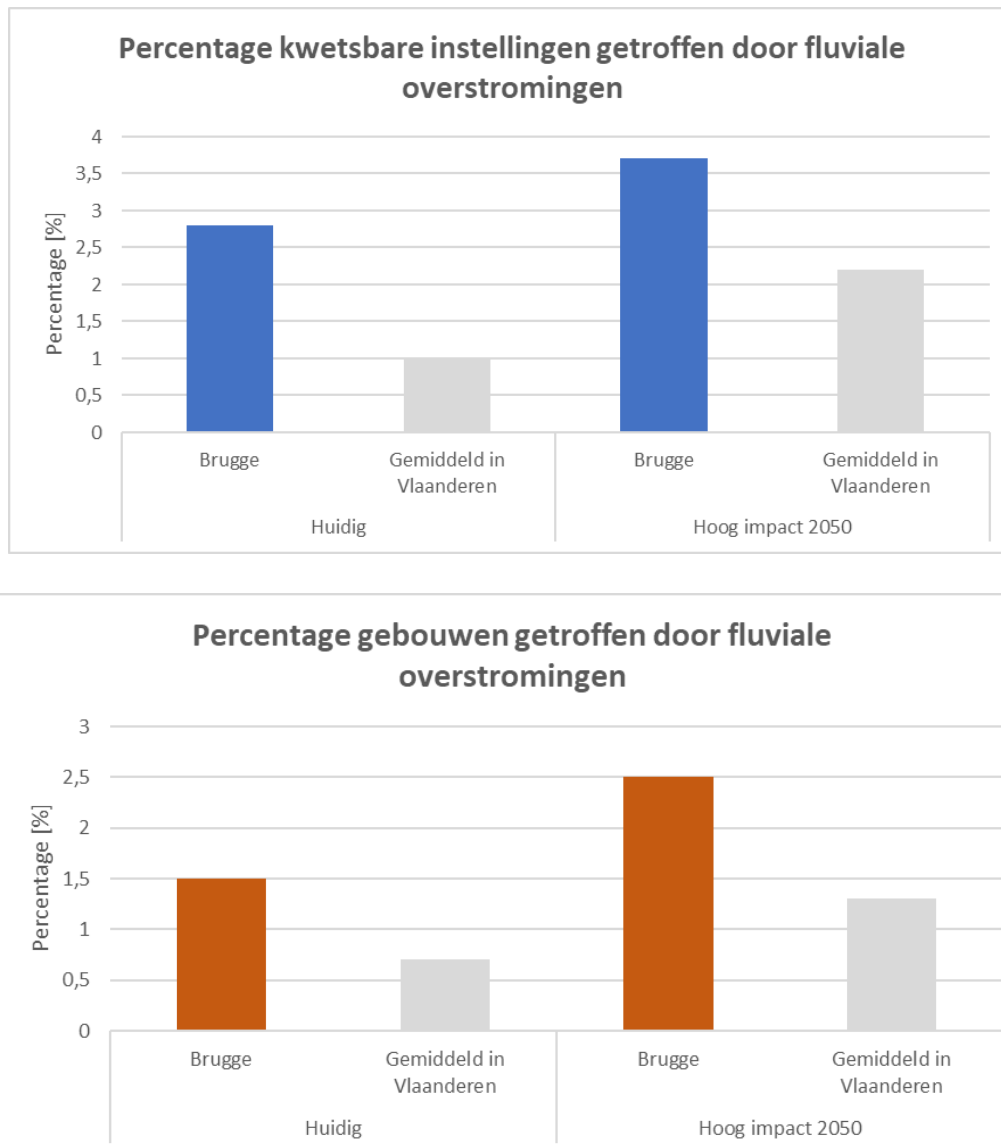 Percentage kwetsbare instellingen getroffen door fluviale
overstromingen
Percentage [%]
4
3,5
3
2,5
2
1,5
1
0,5
0
Brugge
Gemiddeld in
Vlaanderen
Brugge
Gemiddeld in
Vlaanderen
Huidig
Hoog impact 2050
Percentage gebouwen getroffen door fluviale
overstromingen
Percentage [%]
3
2,5
2
1,5
1
0,5
0
Brugge
Gemiddeld in
Vlaanderen
Brugge
Gemiddeld in
Vlaanderen
Huidig
Hoog impact 2050